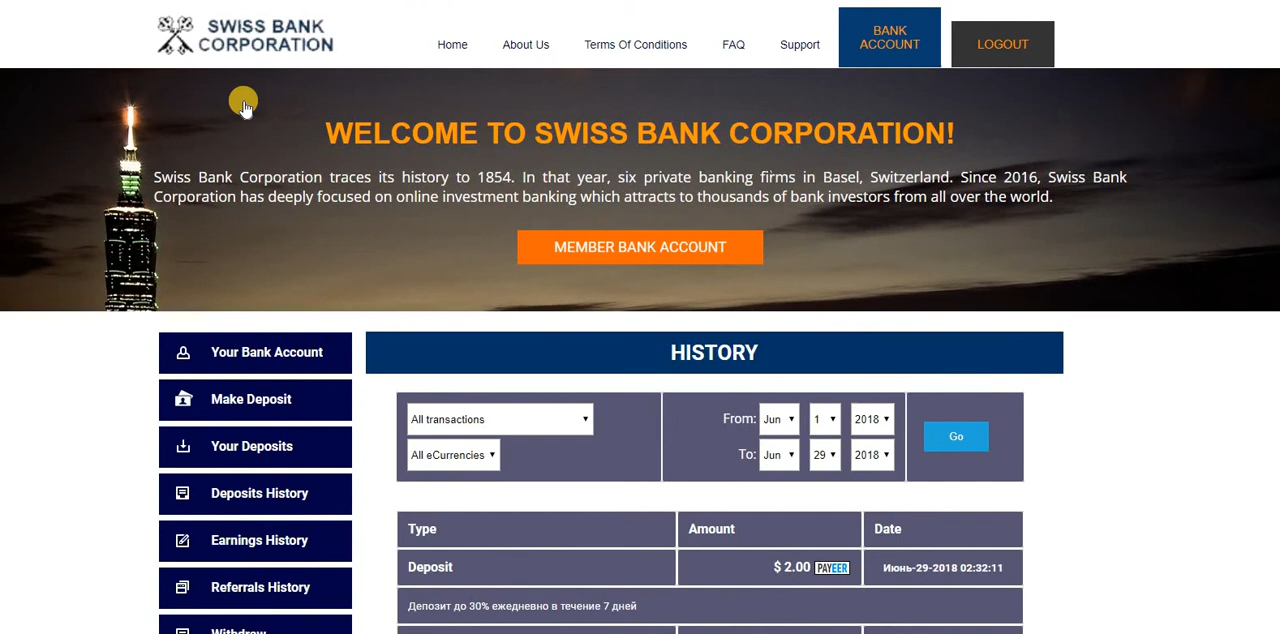 SWISS BANK
CORPORATION
Home About Us Terms Of Conditions FAQ Support
BANK
ACCOUNT
LOGOUT
WELCOME TO SWISS BANK CORPORATION!
Swiss Bank Corporation traces its history to 1854. In that year, six private banking firms in Basel, Switzerland. Since 2016, Swiss Bank
Corporation has deeply focused on online investment banking which attracts to thousands of bank investors from all over the world.
MEMBER BANK ACCOUNT
Your Bank Account
Make Deposit
Your Deposits
Deposits History
Earnings History
Referrals History
Withdraw
HISTORY
All transactions
From: Jun 1 2018
All eCurrencies
To: Jun 29 2018
Go
Type Amount Date
Deposit $ 2.00 PAYEER Июнь-29-2018 02:32:11
Депозит до 30% ежедневно в течение 7 дней